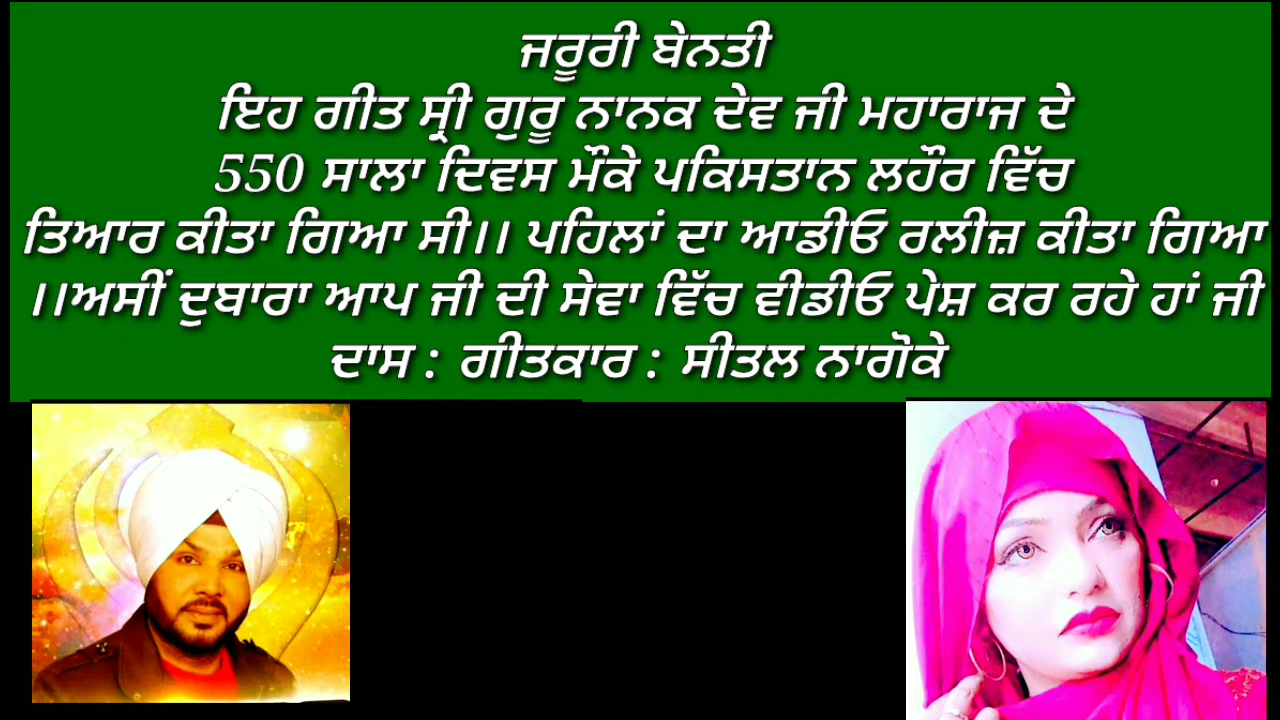 ਜਰੂਰੀ ਬੇਨਤੀ
ਇਹ ਗੀਤ ਸ੍ਰੀ ਗੁਰੂ ਨਾਨਕ ਦੇਵ ਜੀ ਮਹਾਰਾਜ ਦੇ
550 ਸਾਲਾ ਦਿਵਸ ਮੌਕੇ ਪਕਿਸਤਾਨ ਲਹੌਰ ਵਿੱਚ
ਤਿਆਰ ਕੀਤਾ ਗਿਆ ਸੀ।। ਪਹਿਲਾਂ ਦਾ ਆਡੀਓ ਰਲੀਜ਼ ਕੀਤਾ ਗਿਆ
।।ਅਸੀਂ ਦੁਬਾਰਾ ਆਪ ਜੀ ਦੀ ਸੇਵਾ ਵਿੱਚ ਵੀਡੀਓ ਪੇਸ਼ ਕਰ ਰਹੇ ਹਾਂ ਜੀ
ਦਾਸ : ਗੀਤਕਾਰ : ਸੀਤਲ ਨਾਗੋਕੇ